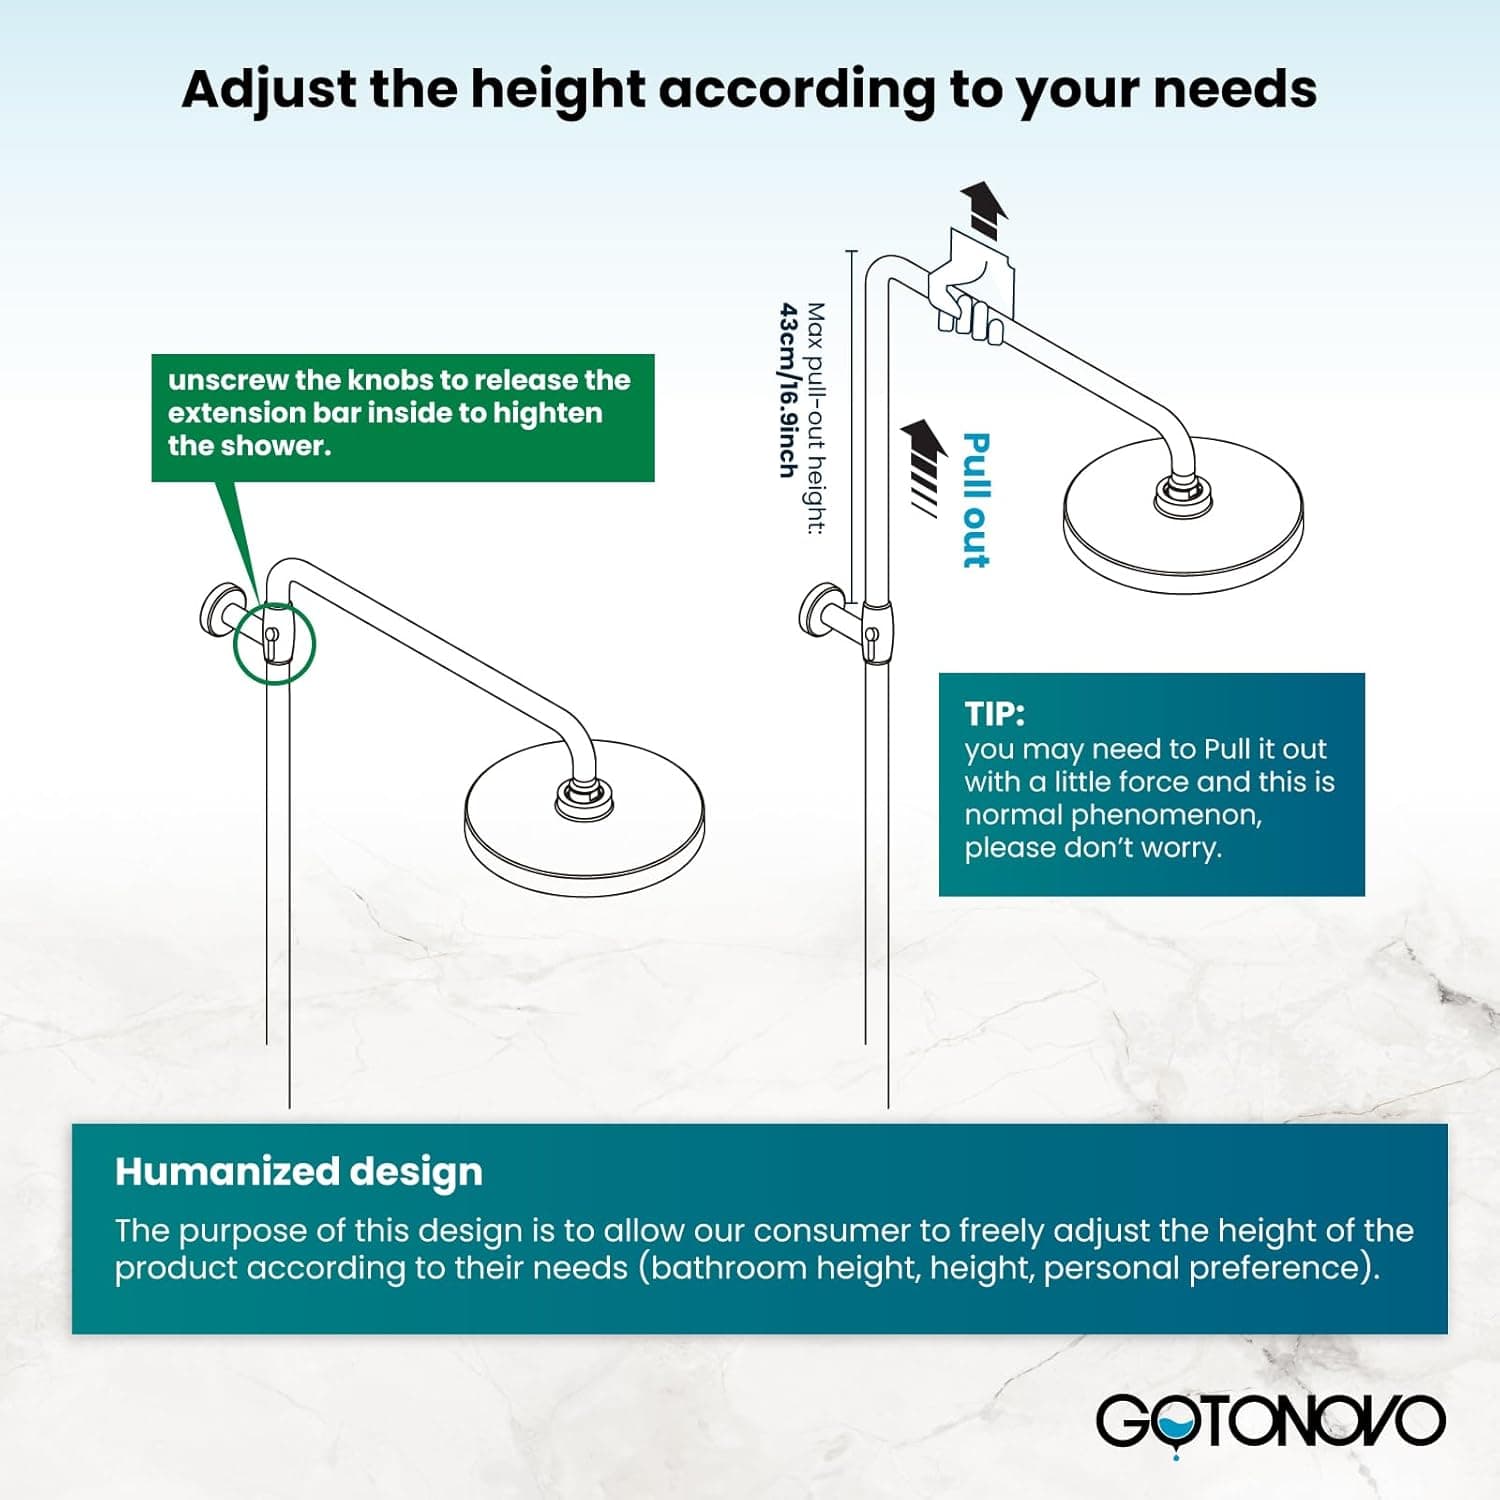 Adjust the height according to your needs
unscrew the knobs to release the
extension bar inside to highten
the shower.
Max pull-out height:
43cm/16.9inch
Pull out
TIP:
you may need to Pull it out
with a little force and this is
normal phenomenon,
please don't worry.
Humanized design
The purpose of this design is to allow our consumer to freely adjust the height of the
product according to their needs (bathroom height, height, personal preference).
GOTONOVO